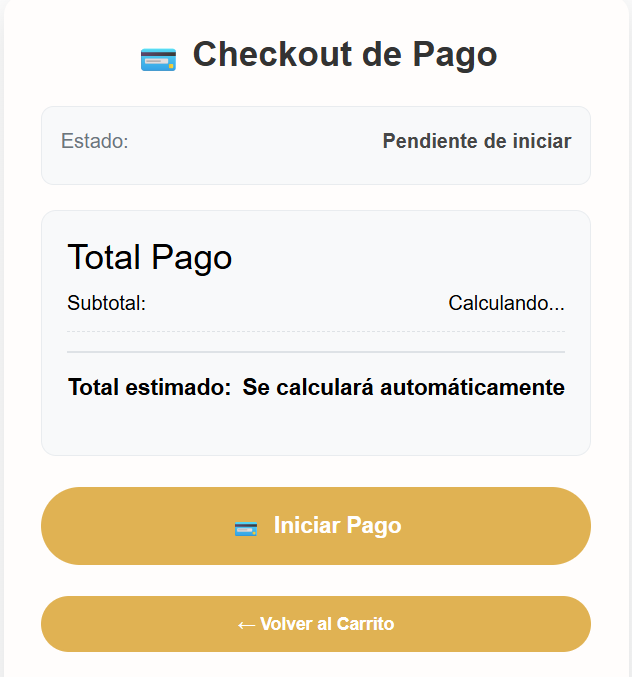 Checkout de Pago
Estado: Pendiente de iniciar
Total Pago
Subtotal: Calculando...
Total estimado: Se calculará automáticamente
Iniciar Pago
← Volver al Carrito